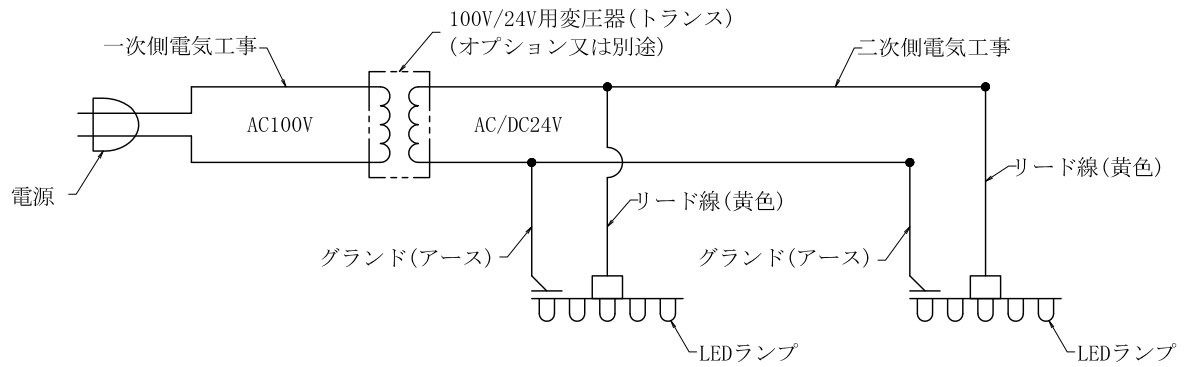 100V/24V用変圧器(トランス)
(オプション又は別途)
一次側電気工事
二次側電気工事
AC100V
AC/DC24V
電源
リード線(黄色)
リード線(黄色)
グランド(アース)
グランド(アース)
LEDランプ
LEDランプ